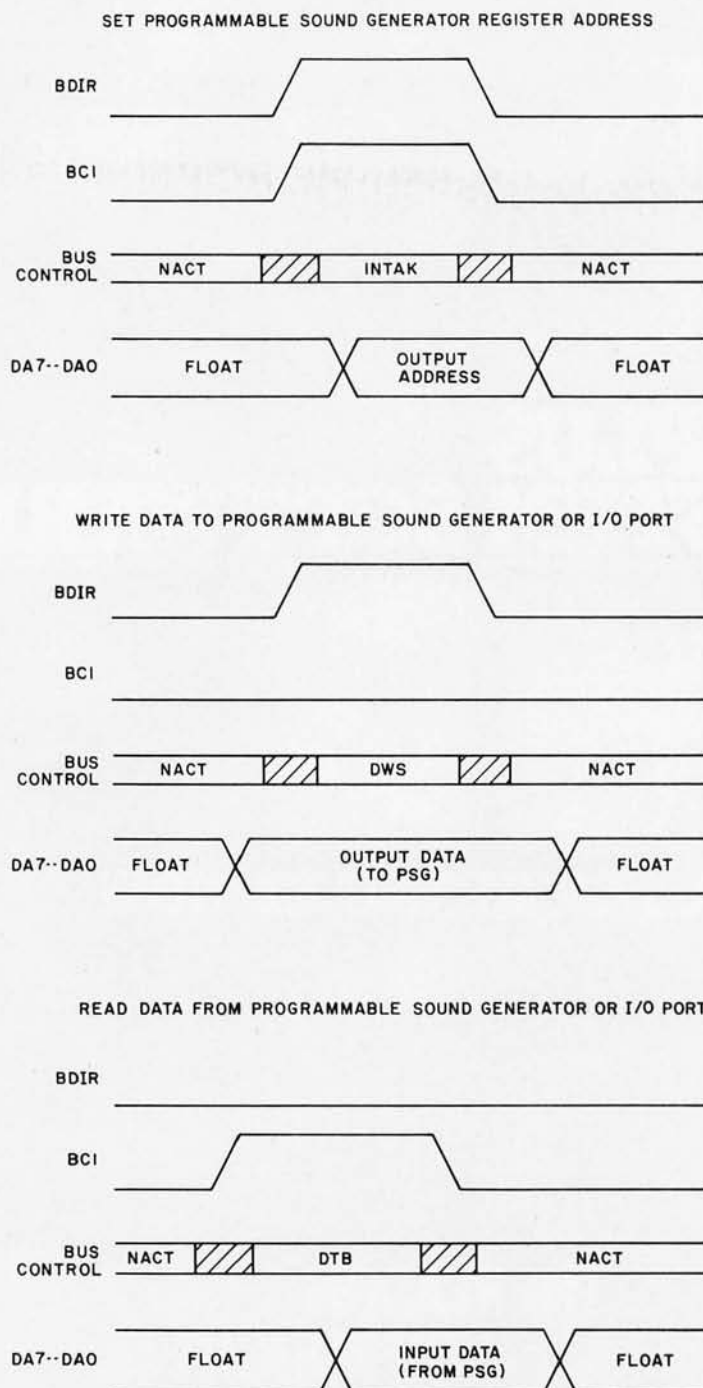 SET PROGRAMMABLE SOUND GENERATOR REGISTER ADDRESS
BDIR
BC1
BUS
CONTROL
NACT
INTAK
NACT
DA7--DA0
FLOAT
OUTPUT
ADDRESS
FLOAT
WRITE DATA TO PROGRAMMABLE SOUND GENERATOR OR I/O PORT
BDIR
BC1
BUS
CONTROL
NACT
DWS
NACT
DA7--DA0
FLOAT
OUTPUT DATA
(TO PSG)
FLOAT
READ DATA FROM PROGRAMMABLE SOUND GENERATOR OR I/O PORT
BDIR
BC1
BUS
CONTROL
NACT
DTB
NACT
DA7--DA0
FLOAT
INPUT DATA
(FROM PSG)
FLOAT